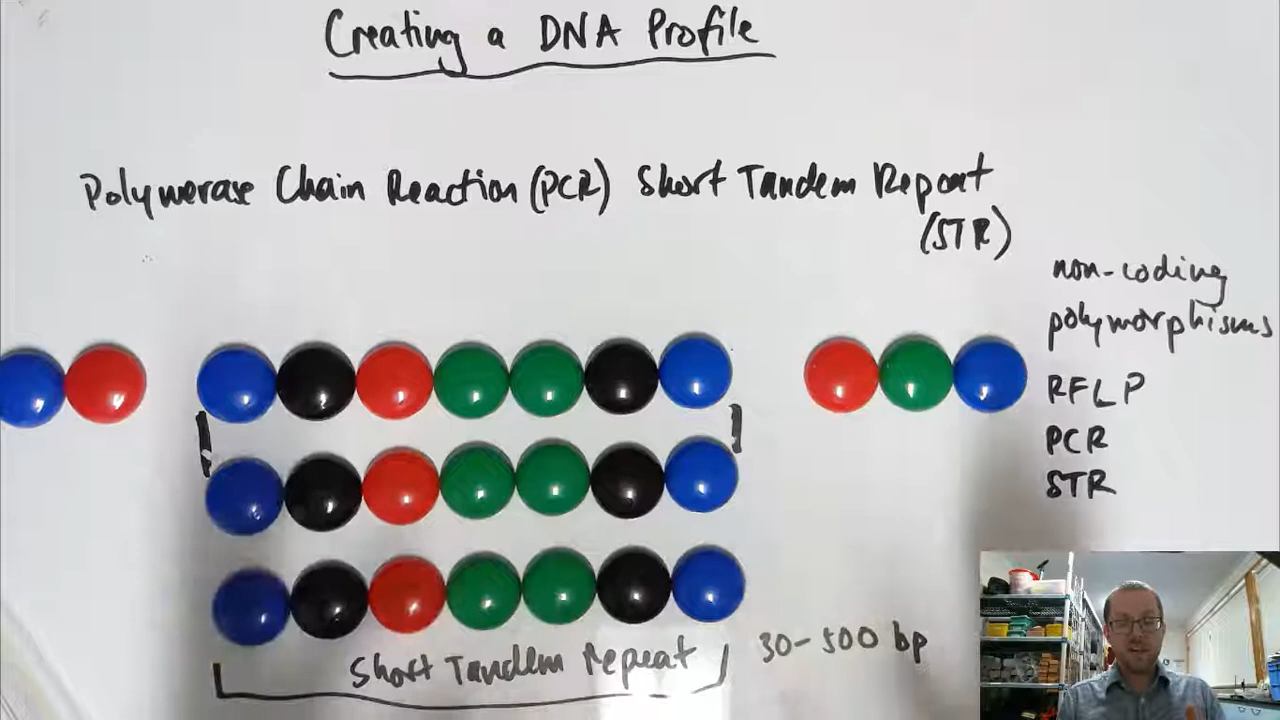 Creating a DNA Profile
Polymerase Chain Reaction (PCR) Short Tandem Repeat
(STR)
non-coding
polymorphisms
RFLP
PCR
STR
Short Tandem Repeat
30-500 bp